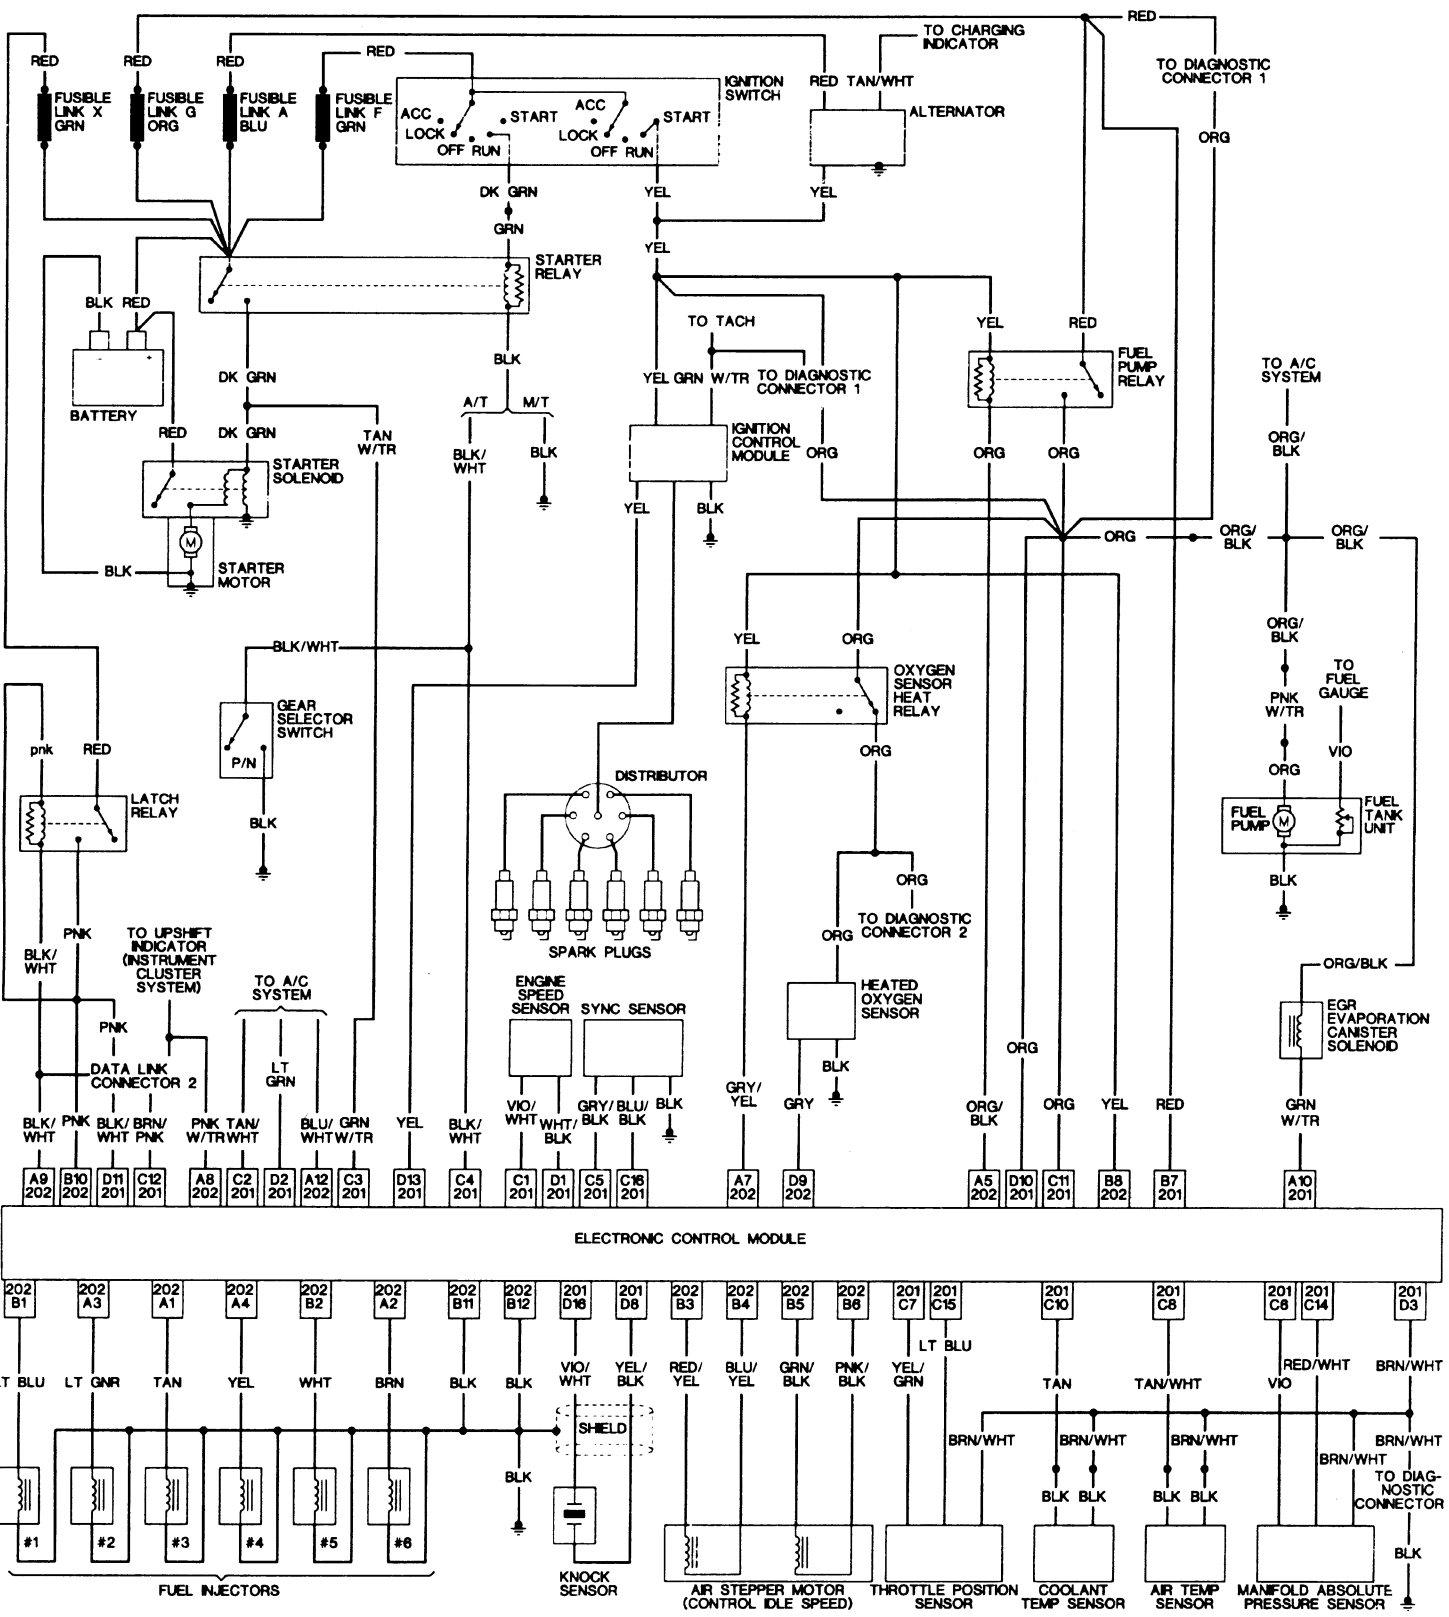 RED
TO CHARGING
INDICATOR
RED
RED
RED
RED
TO DIAGNOSTIC
CONNECTOR 1
FUSIBLE
LINK X
GRN
FUSIBLE
LINK G
ORG
FUSIBLE
LINK A
BLU
FUSIBLE
LINK F
GRN
IGNITION
SWITCH
ACC
LOCK
OFF RUN
START
ACC
LOCK
OFF RUN
START
RED TAN/WHT
ALTERNATOR
ORG
DK GRN
YEL
YEL
GRN
YEL
STARTER
RELAY
BLK RED
- +
BATTERY
TO TACH
YEL
RED
BLK
FUEL
PUMP
RELAY
TO A/C
SYSTEM
DK GRN
YEL GRN W/TR
TO DIAGNOSTIC
CONNECTOR 1
A/T M/T
RED
DK GRN
TAN
W/TR
BLK/
WHT
BLK
IGNITION
CONTROL
MODULE
ORG
ORG
ORG
ORG/
BLK
STARTER
SOLENOID
YEL
BLK
M
BLK
STARTER
MOTOR
ORG
ORG/
BLK
ORG/
BLK
BLK/WHT
YEL
ORG
ORG/
BLK
TO
FUEL
GAUGE
OXYGEN
SENSOR
HEAT
RELAY
GEAR
SELECTOR
SWITCH
P/N
PNK
W/TR
pnk
RED
ORG
VIO
ORG
LATCH
RELAY
DISTRIBUTOR
FUEL
PUMP
M
FUEL
TANK
UNIT
BLK
BLK
ORG
TO DIAGNOSTIC
CONNECTOR 2
ORG
PNK
TO UPSHIFT
INDICATOR
(INSTRUMENT
CLUSTER
SYSTEM)
BLK/
WHT
SPARK PLUGS
ORG/BLK
TO A/C
SYSTEM
ENGINE
SPEED
SENSOR
SYNC SENSOR
HEATED
OXYGEN
SENSOR
EGR
EVAPORATION
CANISTER
SOLENOID
PNK
DATA LINK
CONNECTOR 2
LT
GRN
ORG
BLK
BLK/
WHT
PNK
BLK/
WHT
BRN/
PNK
PNK
W/TR
TAN/
WHT
BLU/
WHT
GRN
W/TR
YEL
BLK/
WHT
VIO/
WHT
WHT/
BLK
GRY/
BLK
BLU/
BLK
BLK
GRY/
YEL
GRY
ORG/
BLK
ORG
YEL
RED
GRN
W/TR
A9
202
B10
202
D11
201
C12
201
A8
202
C2
201
D2
201
A12
202
C3
201
D13
201
C4
201
C1
201
D1
201
C5
201
C16
201
A7
202
D9
202
A5
202
D10
201
C11
201
B8
202
B7
201
A10
201
ELECTRONIC CONTROL MODULE
202
B1
202
A3
202
A1
202
A4
202
B2
202
A2
202
B11
202
B12
201
D16
201
D8
202
B3
202
B4
202
B5
202
B6
201
C7
201
C15
201
C10
201
C8
201
C6
201
C14
201
D3
LT BLU
LT GNR
TAN
YEL
WHT
BRN
BLK
BLK
VIO/
WHT
YEL/
BLK
RED/
YEL
BLU/
YEL
GRN/
BLK
PNK/
BLK
YEL/
GRN
LT BLU
TAN
TAN/WHT
VIO
RED/WHT
BRN/WHT
SHIELD
BRN/WHT
BRN/WHT
BRN/WHT
BRN/WHT
BRN/WHT
BLK
BLK BLK
BLK BLK
TO DIAG-
NOSTIC
CONNECTOR
#1
#2
#3
#4
#5
#6
BLK
FUEL INJECTORS
KNOCK
SENSOR
AIR STEPPER MOTOR
(CONTROL IDLE SPEED)
THROTTLE POSITION
SENSOR
COOLANT
TEMP SENSOR
AIR TEMP
SENSOR
MANIFOLD ABSOLUTE
PRESSURE SENSOR